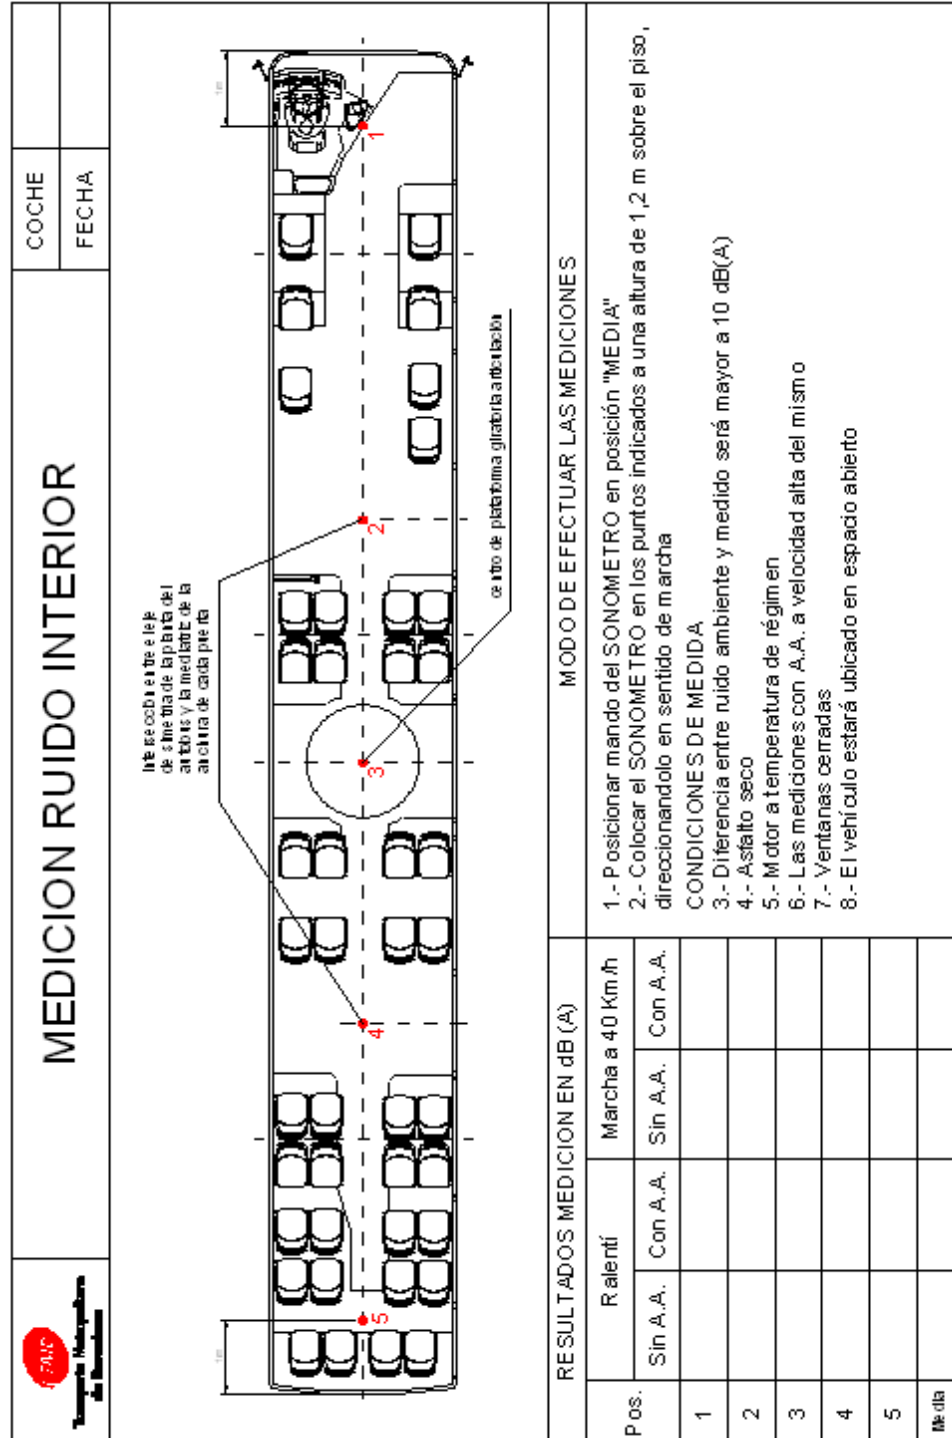 TMB
Transports Metropolitans
de Barcelona
MEDICION RUIDO INTERIOR
COCHE
FECHA
Intersección entre el eje
de simetría de la planta del
autobus y la mediatriz de la
anchura de cada puerta
centro de plataforma giratoria articulación
1
2
3
4
5
RESULTADOS MEDICION EN dB(A)
Pos. Ralentí Marcha a 40 Km/h
Sin A.A. Con A.A. Sin A.A. Con A.A.
1
2
3
4
5
Media
MODO DE EFECTUAR LAS MEDICIONES
1.- Posicionar mando del SONOMETRO en posición "MEDIA"
2.- Colocar el SONOMETRO en los puntos indicados a una altura de 1,2 m sobre el piso,
direccionandolo en sentido de marcha
CONDICIONES DE MEDIDA
3.- Diferencia entre ruido ambiente y medido será mayor a 10 dB(A)
4.- Asfalto seco
5.- Motor a temperatura de régimen
6.- Las mediciones con A.A. a velocidad alta del mismo
7.- Ventanas cerradas
8.- El vehículo estará ubicado en espacio abierto